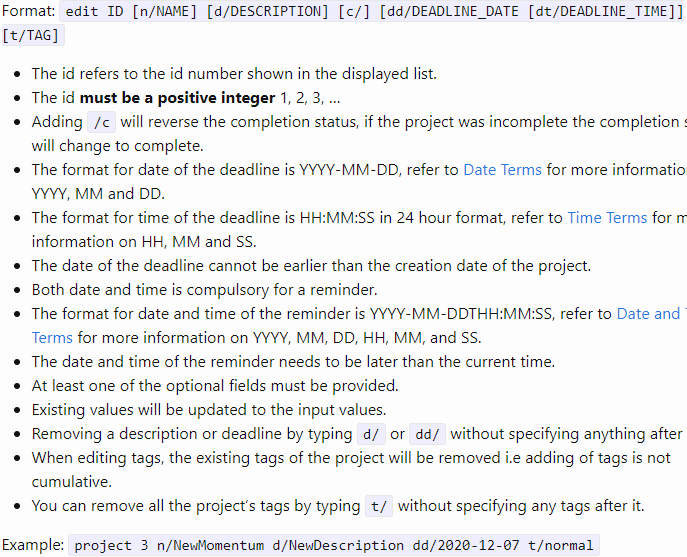 Format: edit ID [n/NAME] [d/DESCRIPTION] [c/] [dd/DEADLINE_DATE [dt/DEADLINE_TIME]]
[t/TAG]
• The id refers to the id number shown in the displayed list.
• The id must be a positive integer 1, 2, 3, …
• Adding /c will reverse the completion status, if the project was incomplete the completion
will change to complete.
• The format for date of the deadline is YYYY-MM-DD, refer to Date Terms for more
YYYY, MM and DD.
• The format for time of the deadline is HH:MM:SS in 24 hour format, refer to Time Terms for
information on HH, MM and SS.
• The date of the deadline cannot be earlier than the creation date of the project.
• Both date and time is compulsory for a reminder.
• The format for date and time of the reminder is YYYY-MM-DDTHH:MM:SS, refer to Date and
Terms for more information on YYYY, MM, DD, HH, MM, and SS.
• The date and time of the reminder needs to be later than the current time.
• At least one of the optional fields must be provided.
• Existing values will be updated to the input values.
• Removing a description or deadline by typing d/ or dd/ without specifying anything after
• When editing tags, the existing tags of the project will be removed i.e adding of tags is not
cumulative.
• You can remove all the project's tags by typing t/ without specifying any tags after it.
Example: project 3 n/NewMomentum d/NewDescription dd/2020-12-07 t/normal